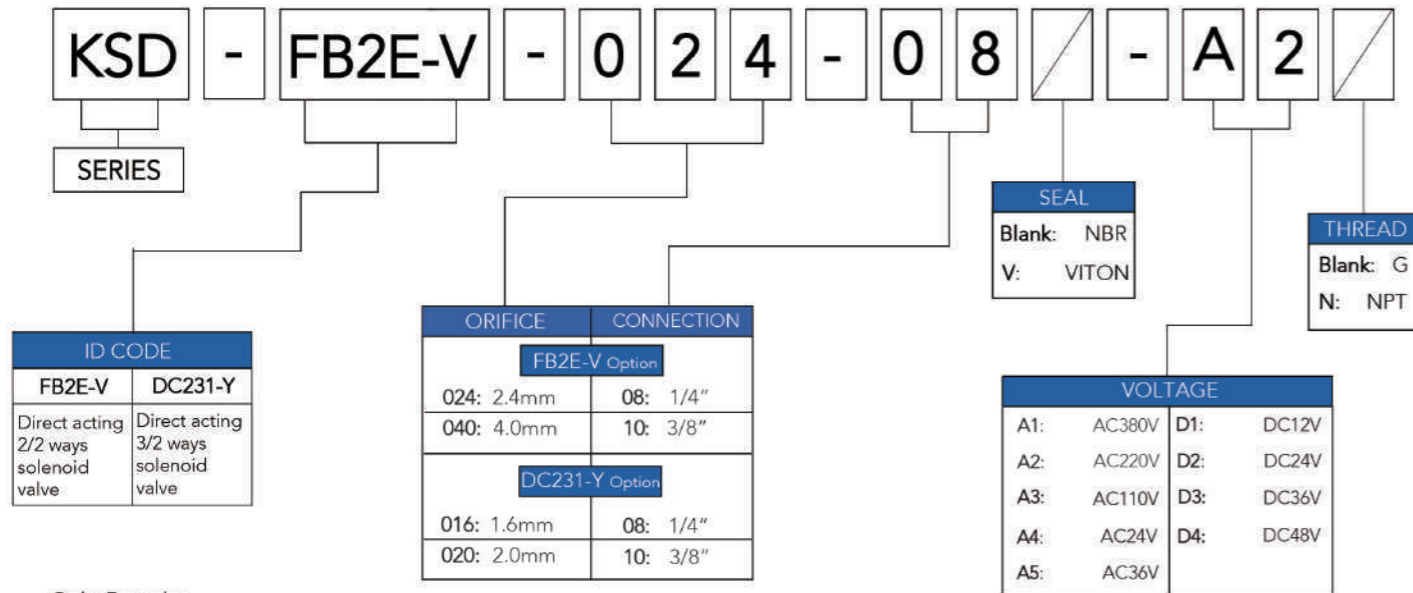 KSD - FB2E-V - 0 2 4 - 0 8 - A 2
SERIES
SEAL
Blank: NBR
V: VITON
THREAD
Blank: G
N: NPT
ID CODE
FB2E-V DC231-Y
Direct acting Direct acting
2/2 ways 3/2 ways
solenoid solenoid
valve valve
ORIFICE CONNECTION
FB2E-V Option
024: 2.4mm 08: 1/4"
040: 4.0mm 10: 3/8"
DC231-Y Option
016: 1.6mm 08: 1/4"
020: 2.0mm 10: 3/8"
VOLTAGE
A1: AC380V D1: DC12V
A2: AC220V D2: DC24V
A3: AC110V D3: DC36V
A4: AC24V D4: DC48V
A5: AC36V